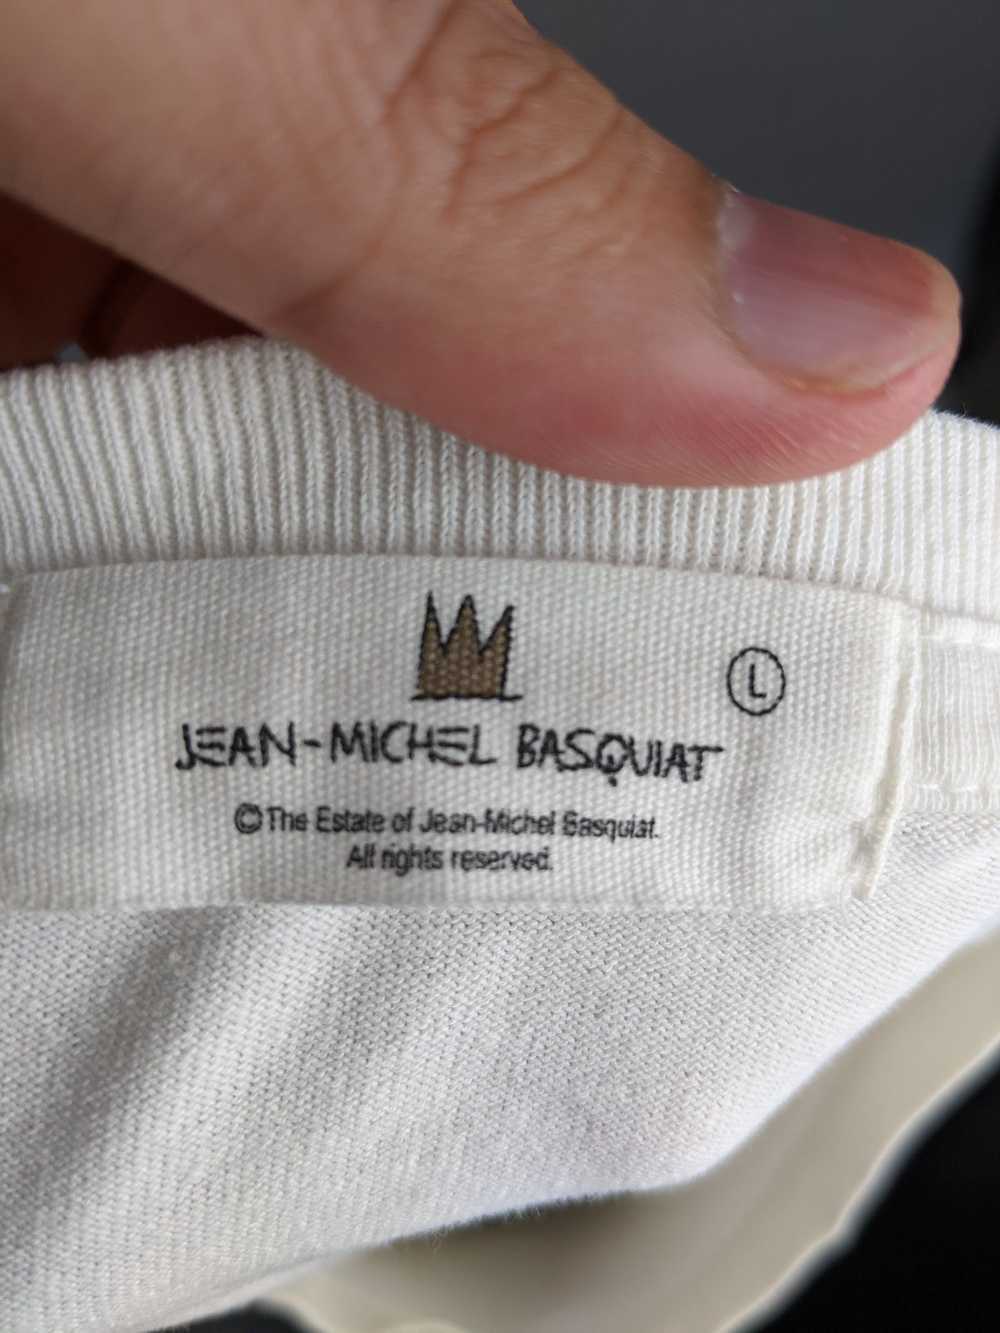 L
JEAN-MICHEL BASQUIAT
©The Estate of Jean-Michel Basquiat.
All rights reserved.